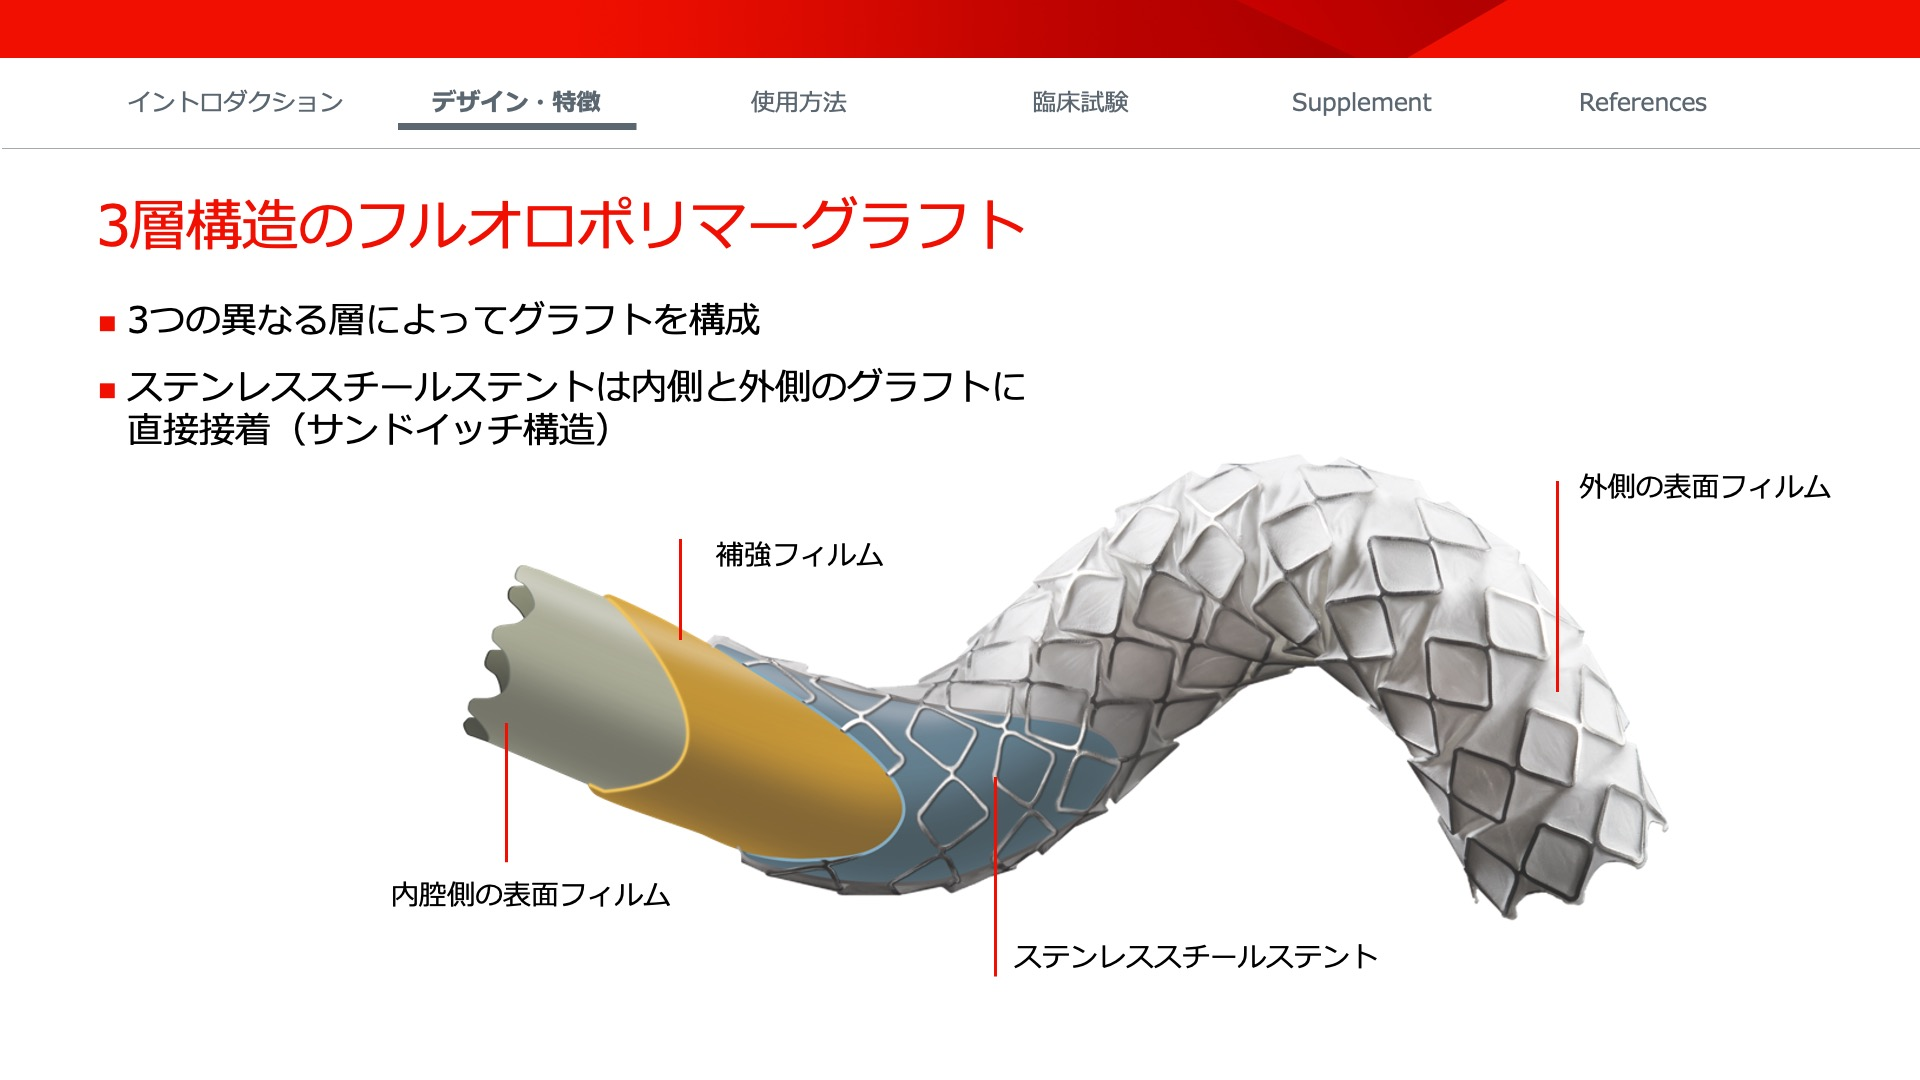 イントロダクション
デザイン・特徴
使用方法
臨床試験
Supplement
References
3層構造のフルオロポリマーグラフト
3つの異なる層によってグラフトを構成
ステンレススチールステントは内側と外側のグラフトに
直接接着（サンドイッチ構造）
外側の表面フィルム
補強フィルム
内腔側の表面フィルム
ステンレススチールステント